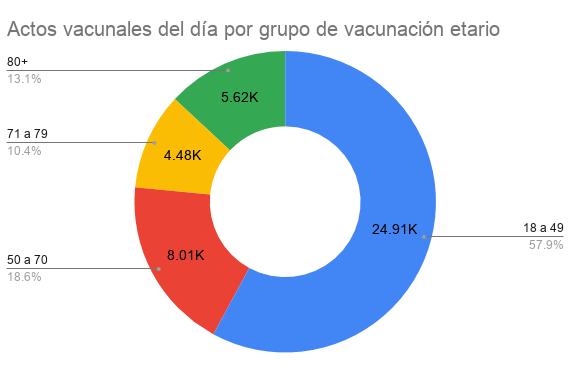 Actos vacunales del día por grupo de vacunación etario
80+
13.1%
5.62K
71 a 79
10.4%
4.48K
18 a 49
57.9%
24.91K
50 a 70
18.6%
8.01K